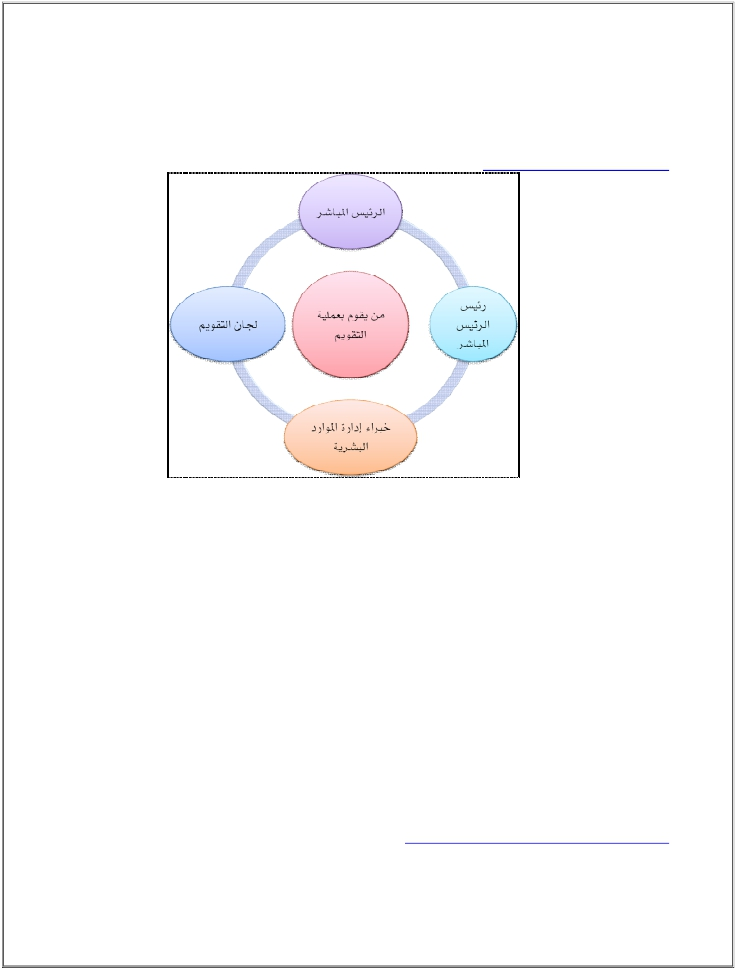 الرئيس المباشر
رئيس
الرئيس
المباشر
من يقوم بعملية
التقويم
لجان التقويم
خبراء إدارة الموارد
البشرية